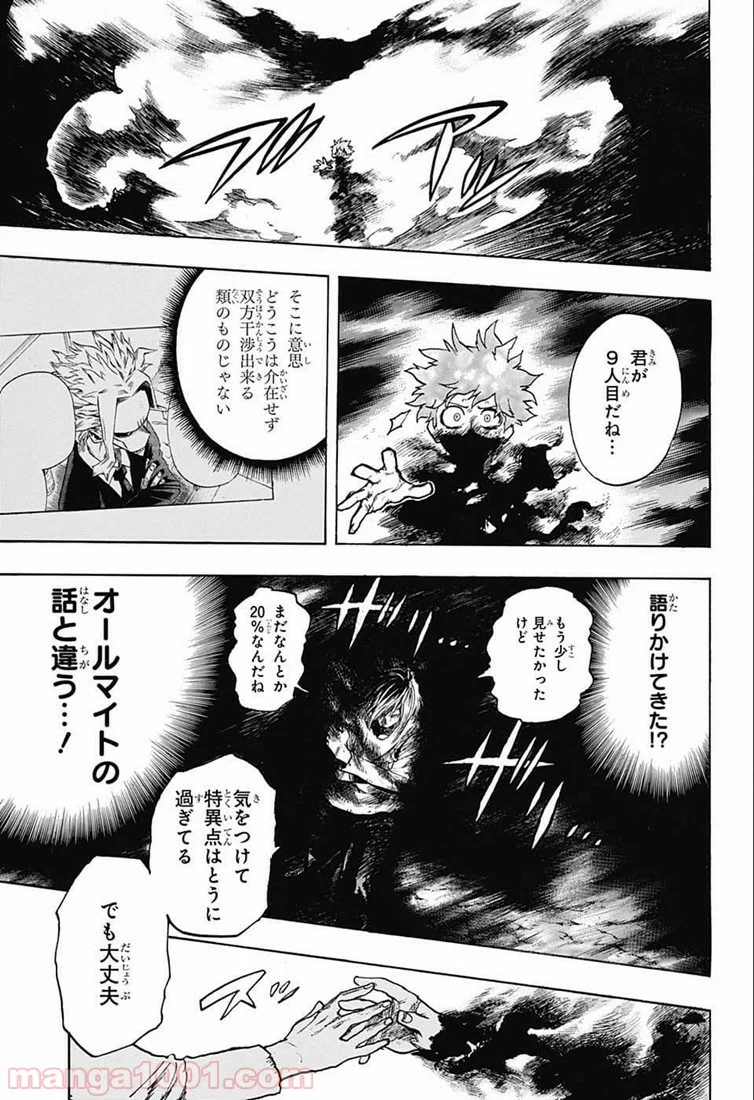 ズ
ア
ズ
ア
君が
9人目だね…
そこに意思
どうこうは介在せず
双方干渉出来る
類のものじゃない
語りかけてきた!?
もう少し
見せたかった
けど
まだなんとか
20%なんだね
オールマイトの
話と違う…!
気をつけて
特異点はとうに
過ぎてる
でも大丈夫
ス
manga1001.com